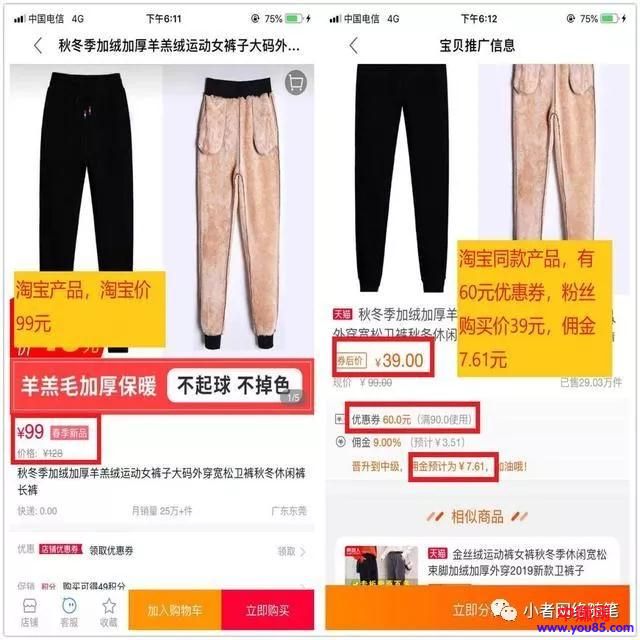 中国电信 4G
下午6:11
75%
秋冬季加绒加厚羊羔绒运动女裤子大码外...
淘宝产品，淘宝价
99元
元
羊羔毛加厚保暖
不起球 不掉色
1/5
¥99
春季新品
价格: ¥128
秋冬季加绒加厚羊羔绒运动女裤子大码外穿宽松卫裤秋冬休闲裤
长裤
快递: 0.00
月销量 25万+件
广东东莞
优惠
店铺优惠券
领取优惠券
领取
促销
积分
购买可得49积分
店铺
客服
收藏
加入购物车
立即购买
中国电信 4G
下午6:12
75%
宝贝推广信息
淘宝同款产品，有
60元优惠券，粉丝
购买价39元，佣金
7.61元
天猫
秋冬季加绒加厚羊
外穿宽松卫裤秋冬休闲
券后价
¥39.00
现价 ¥99.00
已售29.03万件
优惠券 60.0元（满90.0使用）
佣金 9.00%（预计¥3.51）
晋升到中级，佣金预计为¥7.61，加油哦！
相似商品
天猫
金丝绒运动裤女裤秋冬季休闲宽松
束脚加绒加厚外穿2019新款卫裤子
立即分
小者网络随笔
www.you85.com